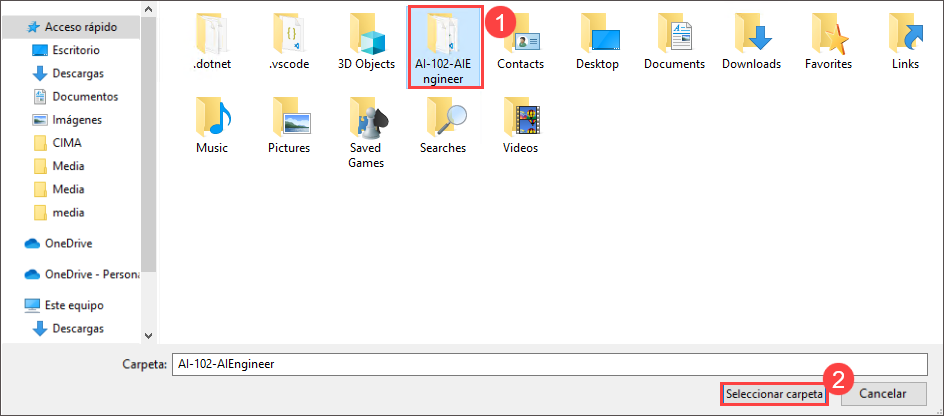 Acceso rápido
Escritorio
Descargas
Documentos
Imágenes
CIMA
Media
Media
media
OneDrive
OneDrive - Persona
Este equipo
Descargas
1
.dotnet
.vscode
3D Objects
AI-102-AIE
ngineer
Contacts
Desktop
Documents
Downloads
Favorites
Links
Music
Pictures
Saved
Games
Searches
Videos
Carpeta: AI-102-AIEngineer
2
Seleccionar carpeta
Cancelar